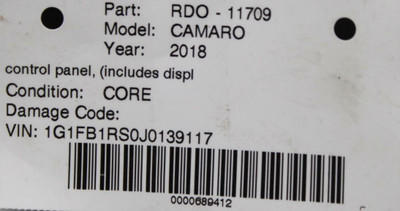 Part: RDO - 11709
Model: CAMARO
Year: 2018
control panel, (includes displ
Condition: CORE
Damage Code:
VIN: 1G1FB1RS0J0139117
0000689412